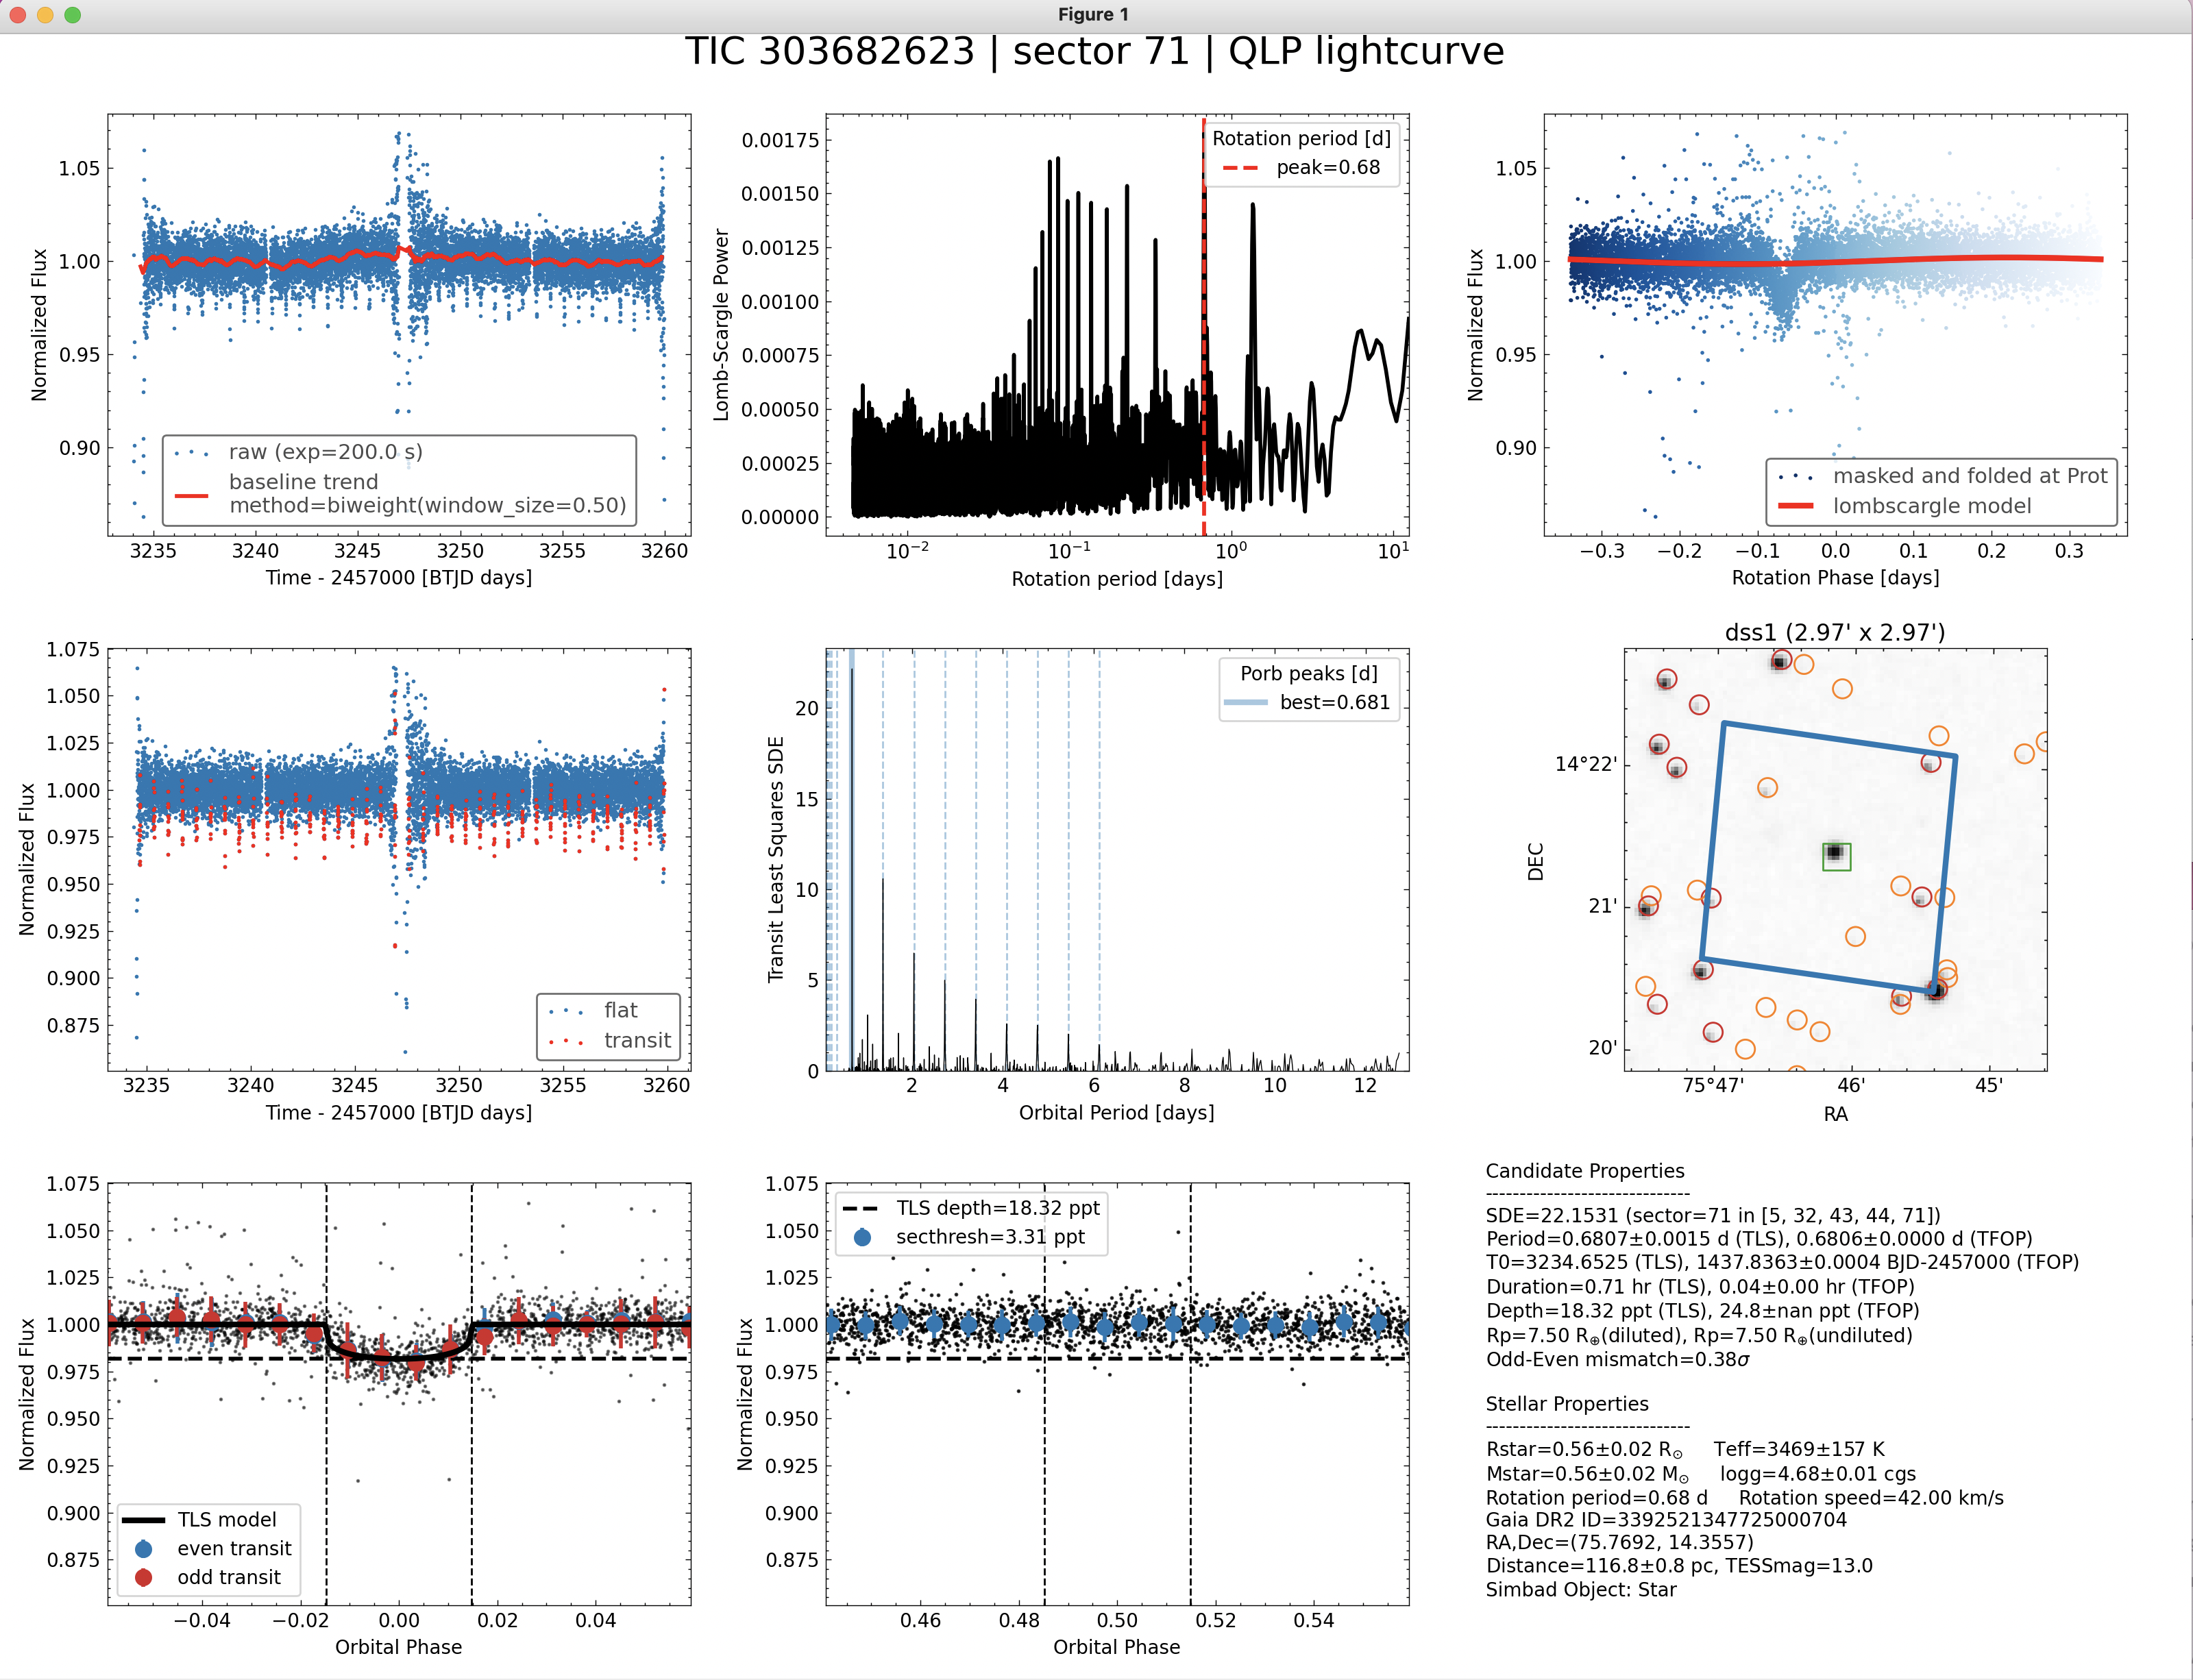 Figure 1
TIC 303682623 | sector 71 | QLP lightcurve
Normalized Flux
1.05
1.00
0.95
0.90
raw (exp=200.0 s)
baseline trend
method=biweight(window_size=0.50)
3235 3240 3245 3250 3255 3260
Time - 2457000 [BTJD days]
Lomb-Scargle Power
0.00175
0.00150
0.00125
0.00100
0.00075
0.00050
0.00025
0.00000
Rotation period [d]
peak=0.68
10⁻² 10⁻¹ 10⁰ 10¹
Rotation period [days]
Normalized Flux
1.05
1.00
0.95
0.90
masked and folded at Prot
lombscargle model
−0.3 −0.2 −0.1 0.0 0.1 0.2 0.3
Rotation Phase [days]
Normalized Flux
1.075
1.050
1.025
1.000
0.975
0.950
0.925
0.900
0.875
flat
transit
3235 3240 3245 3250 3255 3260
Time - 2457000 [BTJD days]
Transit Least Squares SDE
20
15
10
5
0
Porb peaks [d]
best=0.681
2 4 6 8 10 12
Orbital Period [days]
dss1 (2.97' x 2.97')
DEC
14°22'
21'
20'
75°47' 46' 45'
RA
Normalized Flux
1.075
1.050
1.025
1.000
0.975
0.950
0.925
0.900
0.875
TLS model
even transit
odd transit
−0.04 −0.02 0.00 0.02 0.04
Orbital Phase
Normalized Flux
1.075
1.050
1.025
1.000
0.975
0.950
0.925
0.900
0.875
TLS depth=18.32 ppt
secthresh=3.31 ppt
0.46 0.48 0.50 0.52 0.54
Orbital Phase
Candidate Properties
------------------------------
SDE=22.1531 (sector=71 in [5, 32, 43, 44, 71])
Period=0.6807±0.0015 d (TLS), 0.6806±0.0000 d (TFOP)
T0=3234.6525 (TLS), 1437.8363±0.0004 BJD-2457000 (TFOP)
Duration=0.71 hr (TLS), 0.04±0.00 hr (TFOP)
Depth=18.32 ppt (TLS), 24.8±nan ppt (TFOP)
Rp=7.50 R⊕(diluted), Rp=7.50 R⊕(undiluted)
Odd-Even mismatch=0.38σ
Stellar Properties
------------------------------
Rstar=0.56±0.02 R⊙ Teff=3469±157 K
Mstar=0.56±0.02 M⊙ logg=4.68±0.01 cgs
Rotation period=0.68 d Rotation speed=42.00 km/s
Gaia DR2 ID=3392521347725000704
RA,Dec=(75.7692, 14.3557)
Distance=116.8±0.8 pc, TESSmag=13.0
Simbad Object: Star